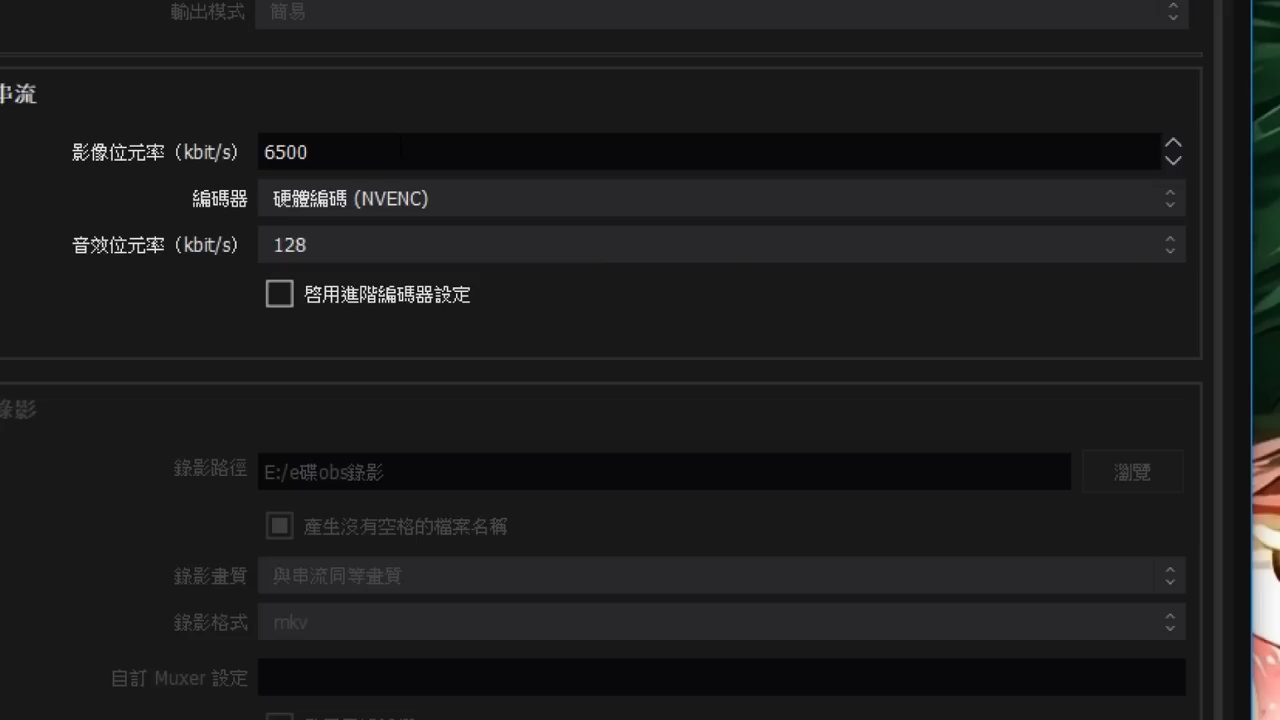 輸出模式 簡易
串流
影像位元率（kbit/s） 6500
編碼器 硬體編碼 (NVENC)
音效位元率（kbit/s） 128
啓用進階編碼器設定
錄影
錄影路徑 E:/e碟obs錄影 瀏覽
產生沒有空格的檔案名稱
錄影畫質 與串流同等畫質
錄影格式 mkv
自訂 Muxer 設定